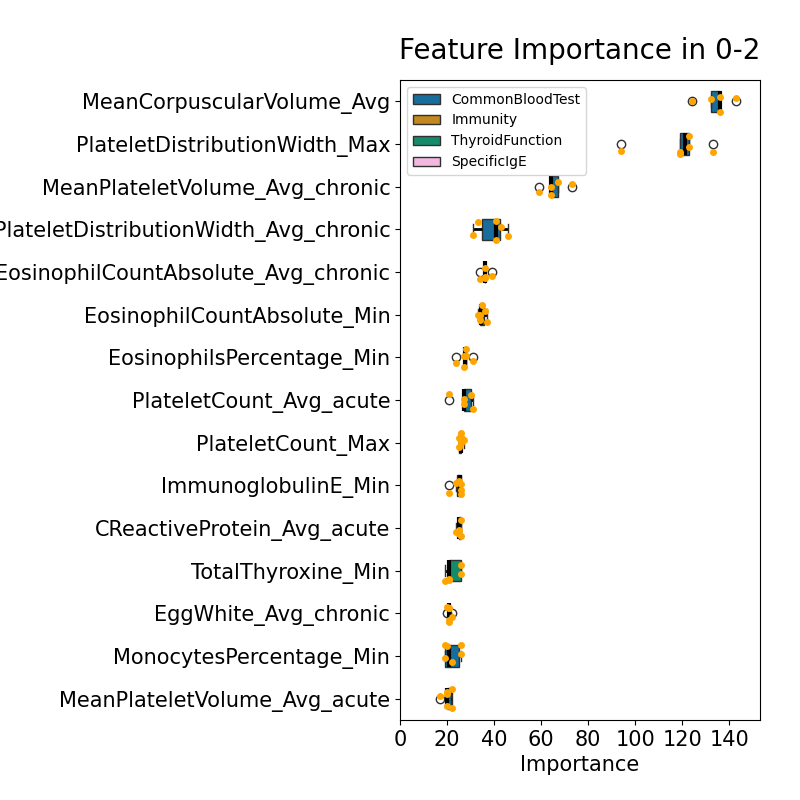 Feature Importance in 0-2
CommonBloodTest
Immunity
ThyroidFunction
SpecificIgE
MeanCorpuscularVolume_Avg
PlateletDistributionWidth_Max
MeanPlateletVolume_Avg_chronic
PlateletDistributionWidth_Avg_chronic
EosinophilCountAbsolute_Avg_chronic
EosinophilCountAbsolute_Min
EosinophilsPercentage_Min
PlateletCount_Avg_acute
PlateletCount_Max
ImmunoglobulinE_Min
CReactiveProtein_Avg_acute
TotalThyroxine_Min
EggWhite_Avg_chronic
MonocytesPercentage_Min
MeanPlateletVolume_Avg_acute
0 20 40 60 80 100 120 140
Importance